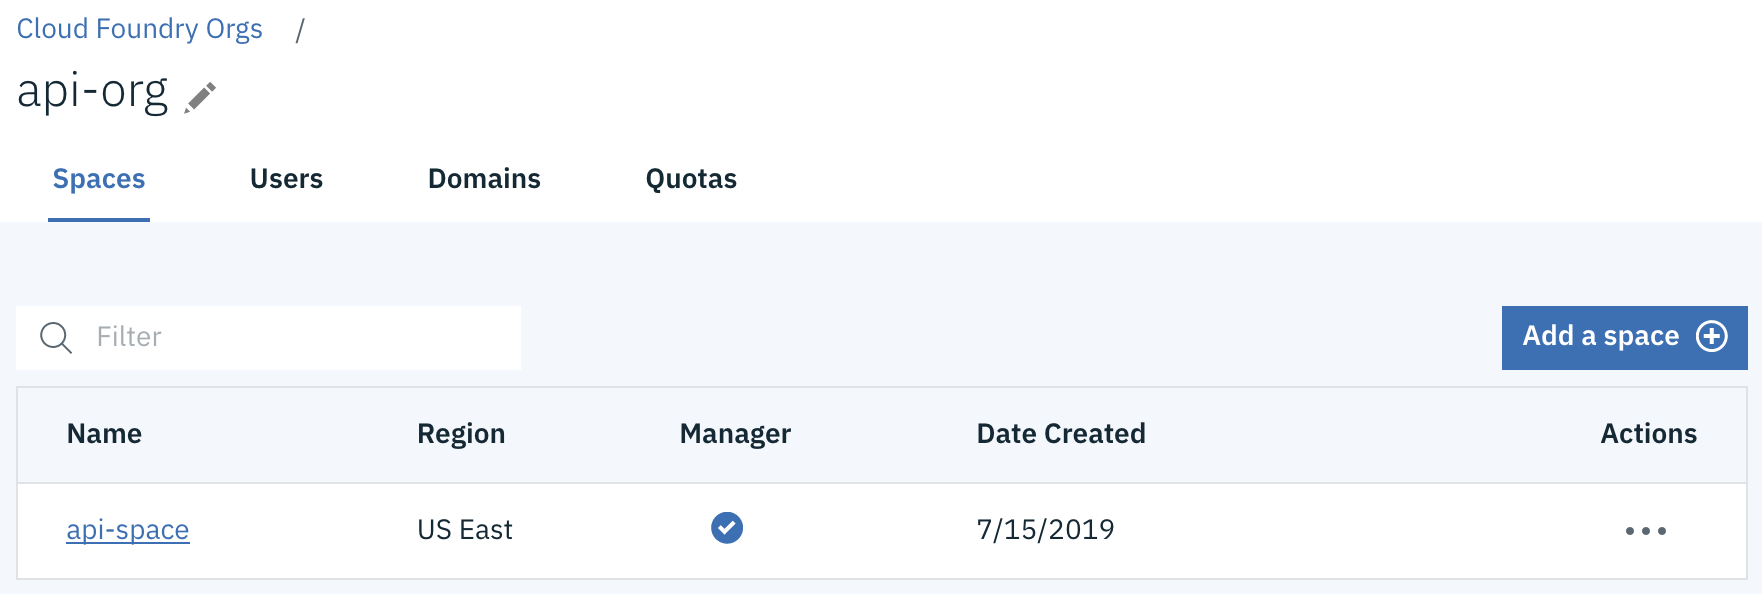 Cloud Foundry Orgs /
api-org
Spaces Users Domains Quotas
Filter Add a space
Name Region Manager Date Created Actions
api-space US East 7/15/2019